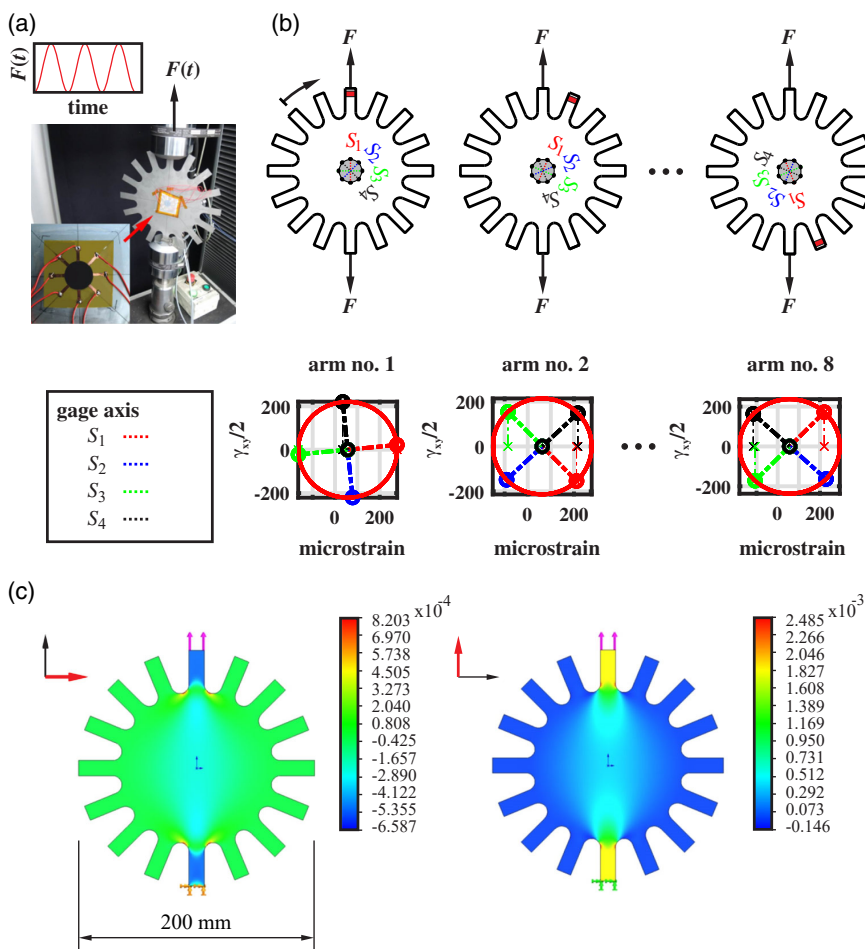 (a)
F(t)
time
F(t)
(b)
F
F
F
S1 S2 S3 S4
S1 S2 S3 S4
S4 S3 S2 S1
F
F
F
gage axis
S1
S2
S3
S4
arm no. 1
arm no. 2
arm no. 8
γxy/2
200
0
-200
0 200
microstrain
γxy/2
200
0
-200
0 200
microstrain
γxy/2
200
0
-200
0 200
microstrain
(c)
x10-4
8.203
6.970
5.738
4.505
3.273
2.040
0.808
-0.425
-1.657
-2.890
-4.122
-5.355
-6.587
200 mm
x10-3
2.485
2.266
2.046
1.827
1.608
1.389
1.169
0.950
0.731
0.512
0.292
0.073
-0.146